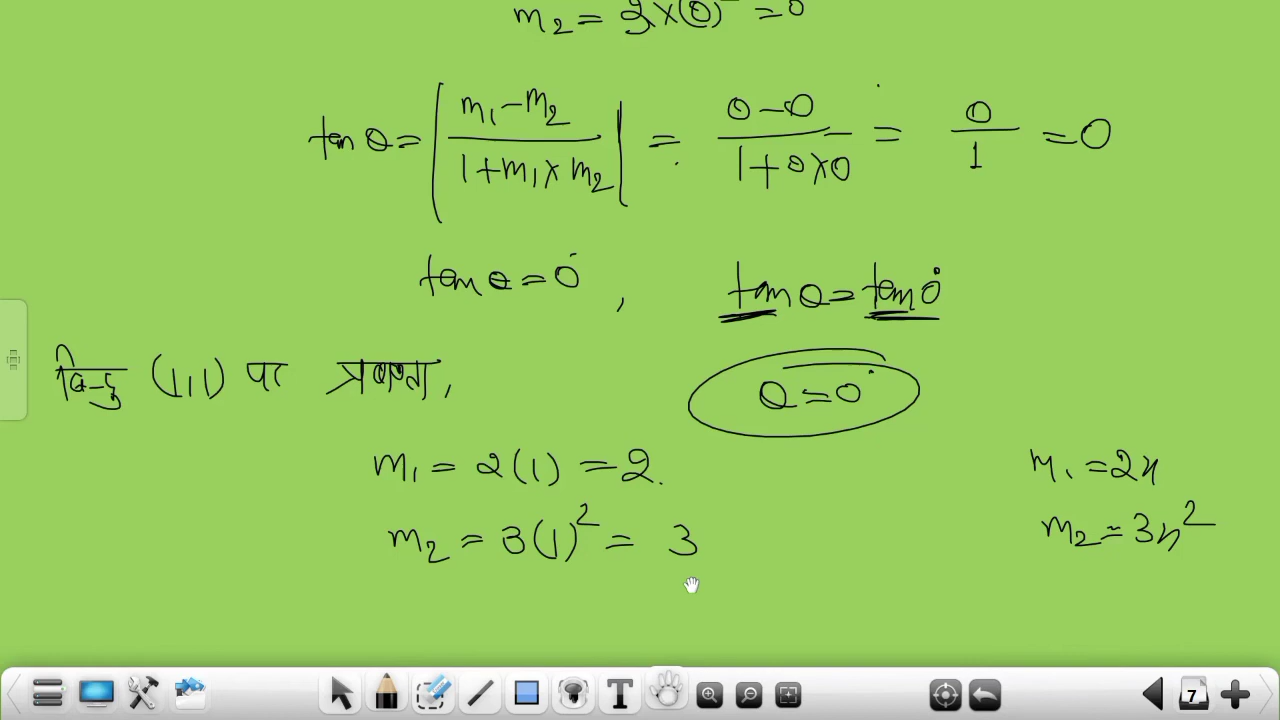 m₂ = 3×(0)² = 0
tan θ = |m₁ - m₂ / 1 + m₁ × m₂| = 0 - 0 / 1 + 0×0 = 0/1 = 0
tan θ = 0, tan θ = tan 0°
θ = 0°
बिन्दु (1,1) पर प्रवणता,
m₁ = 2(1) = 2. m₁ = 2x
m₂ = 3(1)² = 3 m₂ = 3x²
T 7